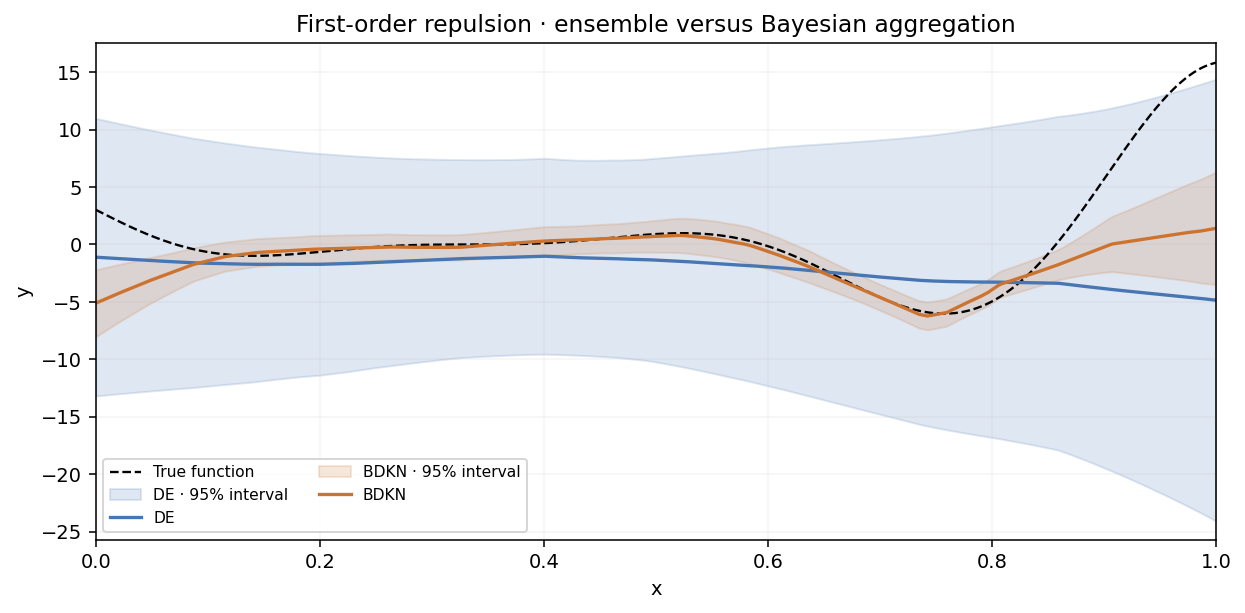 First-order repulsion · ensemble versus Bayesian aggregation
y
15
10
5
0
−5
−10
−15
−20
−25
True function
DE · 95% interval
DE
BDKN · 95% interval
BDKN
0.0 0.2 0.4 0.6 0.8 1.0
x